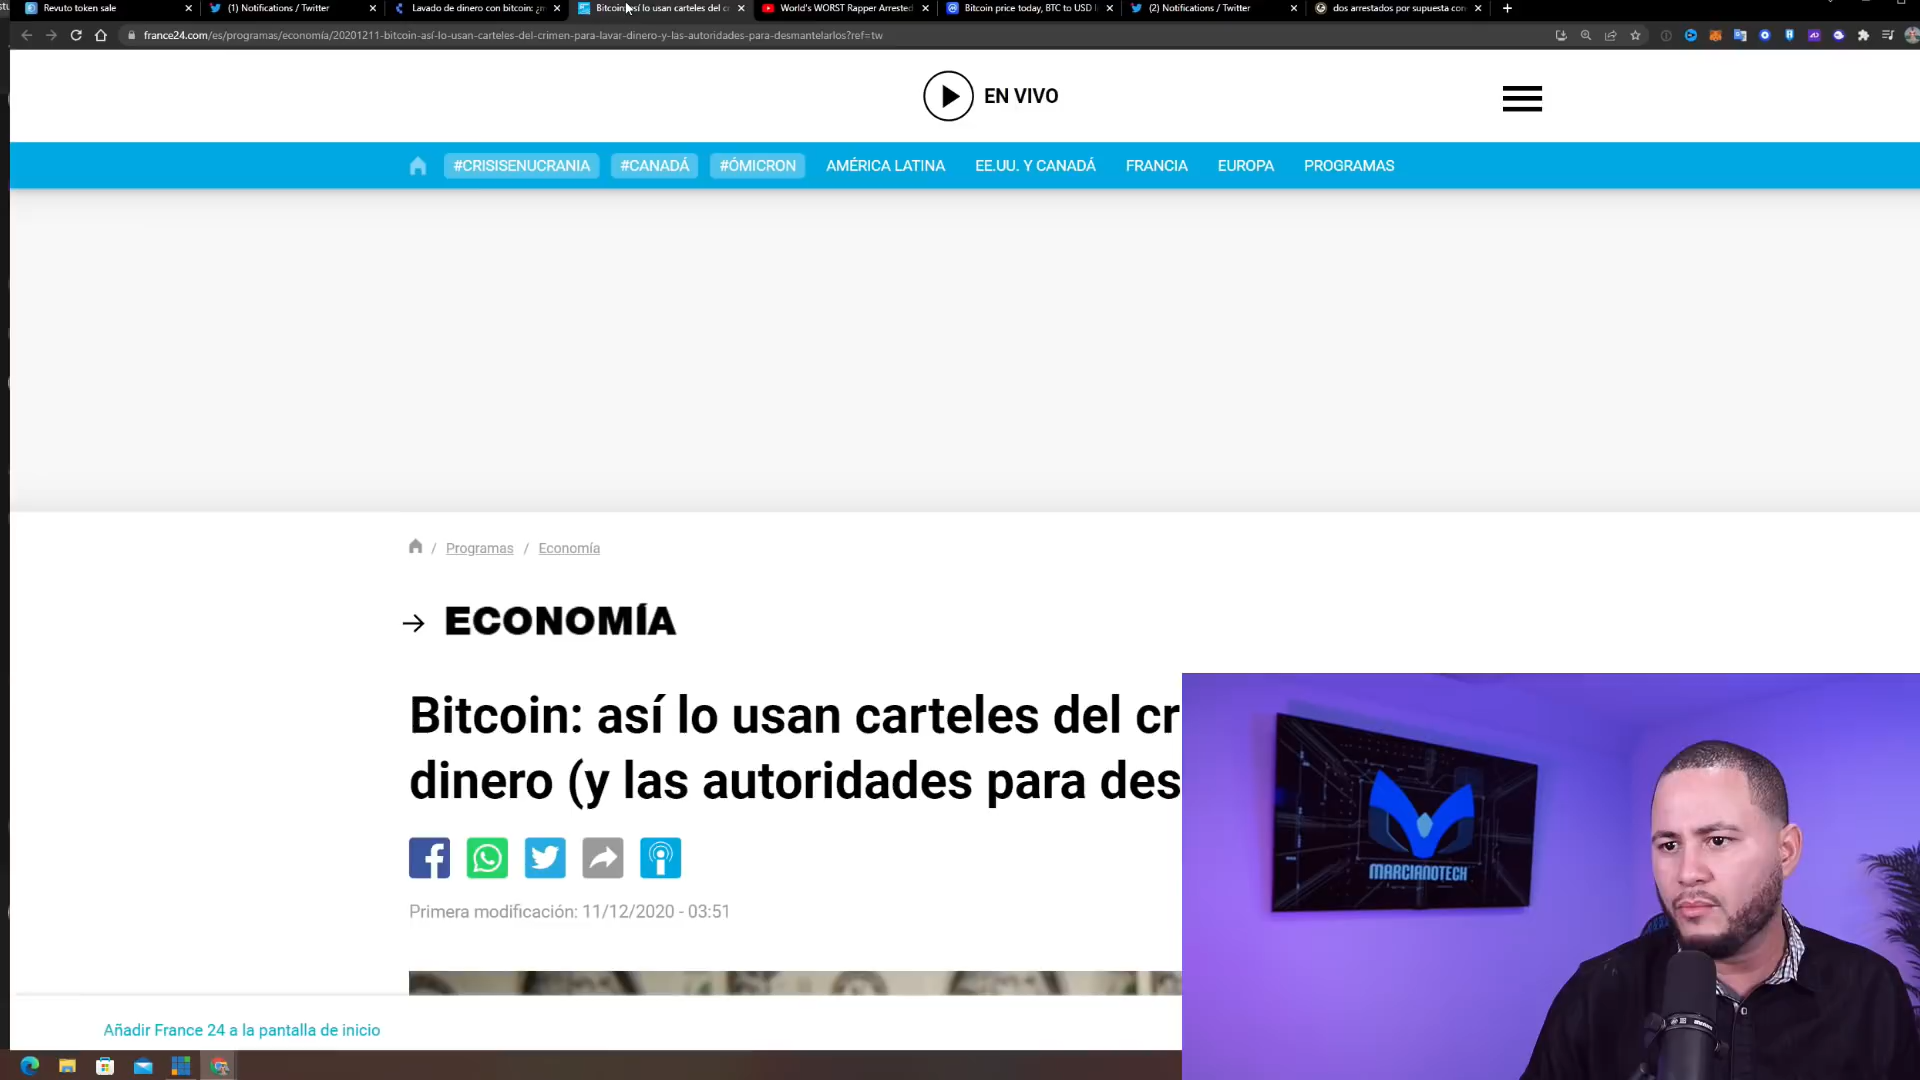 Revuto token sale
(1) Notifications / Twitter
Lavado de dinero con bitcoin: ¿
Bitcoin: así lo usan carteles del c
World's WORST Rapper Arrested
Bitcoin price today, BTC to USD
(2) Notifications / Twitter
dos arrestados por supuesta con
france24.com/es/programas/economía/20201211-bitcoin-así-lo-usan-carteles-del-crimen-para-lavar-dinero-y-las-autoridades-para-desmantelarlos?ref=tw
EN VIVO
#CRISISENUCRANIA #CANADÁ #ÓMICRON AMÉRICA LATINA EE.UU. Y CANADÁ FRANCIA EUROPA PROGRAMAS
/ Programas / Economía
→ ECONOMÍA
Bitcoin: así lo usan carteles del cr
dinero (y las autoridades para des
Primera modificación: 11/12/2020 - 03:51
Añadir France 24 a la pantalla de inicio
MARCIANOTECH